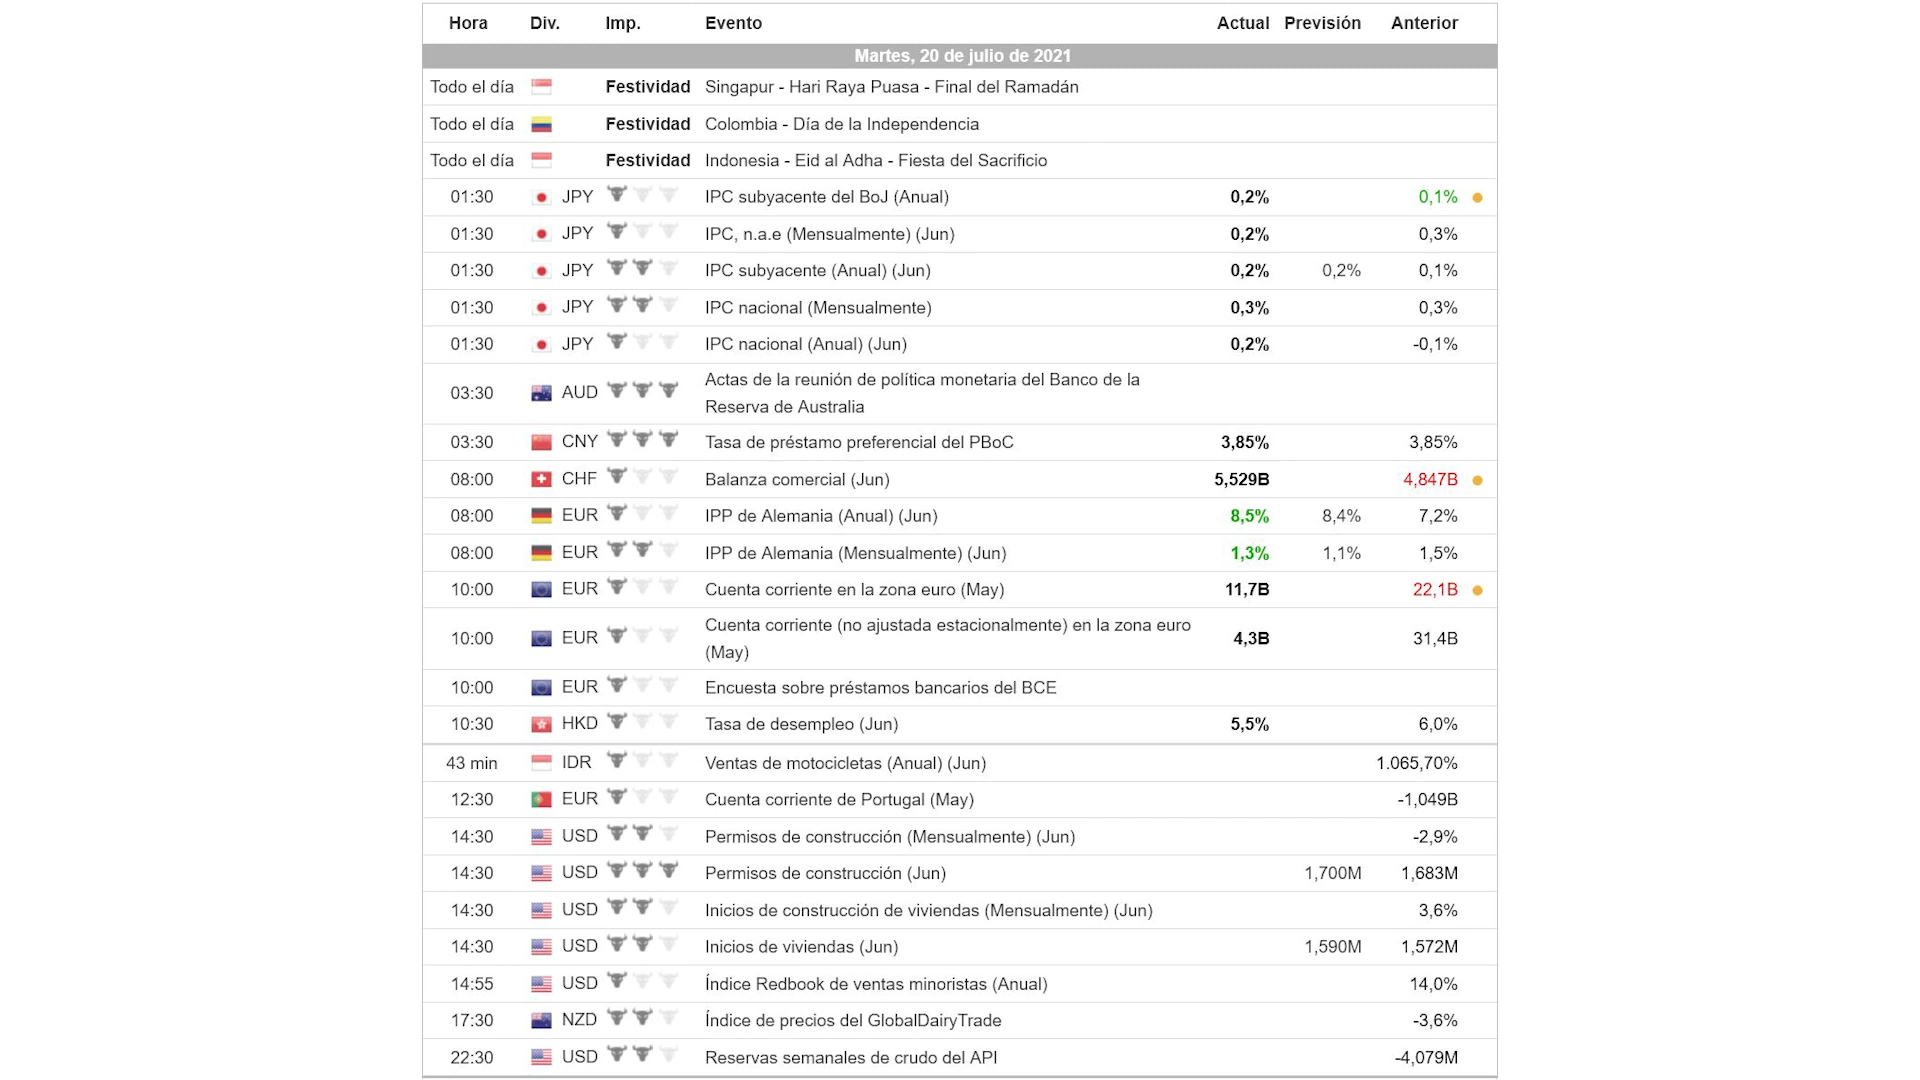 Hora Div. Imp. Evento Actual Previsión Anterior
Martes, 20 de julio de 2021
Todo el día Festividad Singapur - Hari Raya Puasa - Final del Ramadán
Todo el día Festividad Colombia - Día de la Independencia
Todo el día Festividad Indonesia - Eid al Adha - Fiesta del Sacrificio
01:30 JPY IPC subyacente del BoJ (Anual) 0,2% 0,1%
01:30 JPY IPC, n.a.e (Mensualmente) (Jun) 0,2% 0,3%
01:30 JPY IPC subyacente (Anual) (Jun) 0,2% 0,2% 0,1%
01:30 JPY IPC nacional (Mensualmente) 0,3% 0,3%
01:30 JPY IPC nacional (Anual) (Jun) 0,2% -0,1%
03:30 AUD Actas de la reunión de política monetaria del Banco de la
Reserva de Australia
03:30 CNY Tasa de préstamo preferencial del PBoC 3,85% 3,85%
08:00 CHF Balanza comercial (Jun) 5,529B 4,847B
08:00 EUR IPP de Alemania (Anual) (Jun) 8,5% 8,4% 7,2%
08:00 EUR IPP de Alemania (Mensualmente) (Jun) 1,3% 1,1% 1,5%
10:00 EUR Cuenta corriente en la zona euro (May) 11,7B 22,1B
10:00 EUR Cuenta corriente (no ajustada estacionalmente) en la zona euro
(May) 4,3B 31,4B
10:00 EUR Encuesta sobre préstamos bancarios del BCE
10:30 HKD Tasa de desempleo (Jun) 5,5% 6,0%
43 min IDR Ventas de motocicletas (Anual) (Jun) 1.065,70%
12:30 EUR Cuenta corriente de Portugal (May) -1,049B
14:30 USD Permisos de construcción (Mensualmente) (Jun) -2,9%
14:30 USD Permisos de construcción (Jun) 1,700M 1,683M
14:30 USD Inicios de construcción de viviendas (Mensualmente) (Jun) 3,6%
14:30 USD Inicios de viviendas (Jun) 1,590M 1,572M
14:55 USD Índice Redbook de ventas minoristas (Anual) 14,0%
17:30 NZD Índice de precios del GlobalDairyTrade -3,6%
22:30 USD Reservas semanales de crudo del API -4,079M